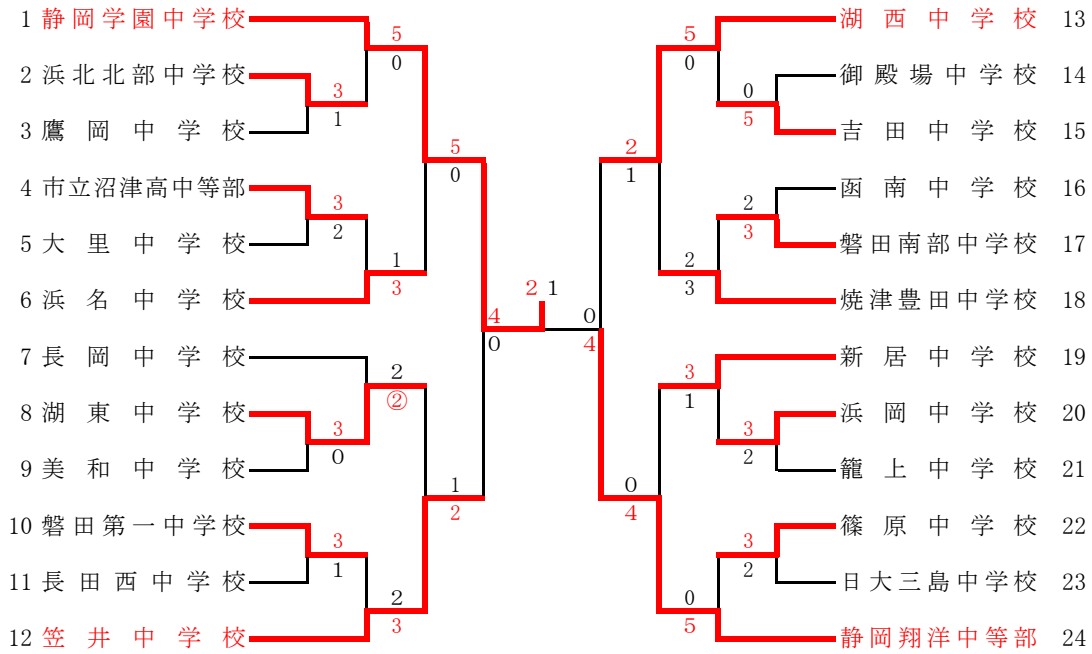 1 静岡学園中学校
2 浜北北部中学校
3 鷹岡中学校
4 市立沼津高中等部
5 大里中学校
6 浜名中学校
7 長岡中学校
8 湖東中学校
9 美和中学校
10 磐田第一中学校
11 長田西中学校
12 笠井中学校
5
0
3
1
3
2
1
3
5
0
2
②
3
0
3
1
2
3
1
2
4
0
2 1
0
4
2
1
5
0
0
5
2
3
2
3
0
4
3
1
3
2
3
2
0
5
湖西中学校 13
御殿場中学校 14
吉田中学校 15
函南中学校 16
磐田南部中学校 17
焼津豊田中学校 18
新居中学校 19
浜岡中学校 20
籠上中学校 21
篠原中学校 22
日大三島中学校 23
静岡翔洋中等部 24